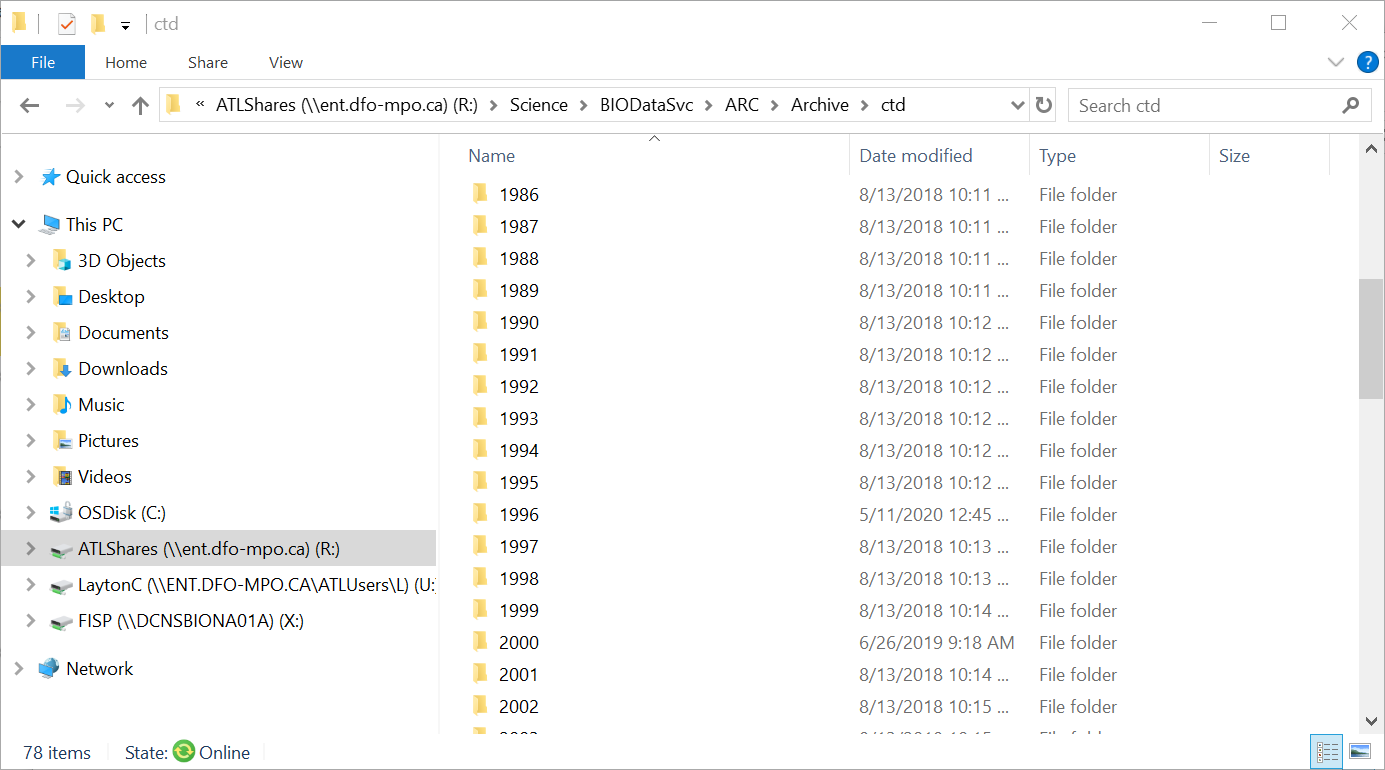 ctd
File Home Share View
« ATLShares (\\ent.dfo-mpo.ca) (R:) > Science > BIODataSvc > ARC > Archive > ctd Search ctd
Name Date modified Type Size
Quick access
This PC
3D Objects
Desktop
Documents
Downloads
Music
Pictures
Videos
OSDisk (C:)
ATLShares (\\ent.dfo-mpo.ca) (R:)
LaytonC (\\ENT.DFO-MPO.CA\ATLUsers\L) (U:
FISP (\\DCNSBIONA01A) (X:)
Network
1986 8/13/2018 10:11 ... File folder
1987 8/13/2018 10:11 ... File folder
1988 8/13/2018 10:11 ... File folder
1989 8/13/2018 10:11 ... File folder
1990 8/13/2018 10:12 ... File folder
1991 8/13/2018 10:12 ... File folder
1992 8/13/2018 10:12 ... File folder
1993 8/13/2018 10:12 ... File folder
1994 8/13/2018 10:12 ... File folder
1995 8/13/2018 10:12 ... File folder
1996 5/11/2020 12:45 ... File folder
1997 8/13/2018 10:13 ... File folder
1998 8/13/2018 10:13 ... File folder
1999 8/13/2018 10:14 ... File folder
2000 6/26/2019 9:18 AM File folder
2001 8/13/2018 10:14 ... File folder
2002 8/13/2018 10:15 ... File folder
78 items State: Online